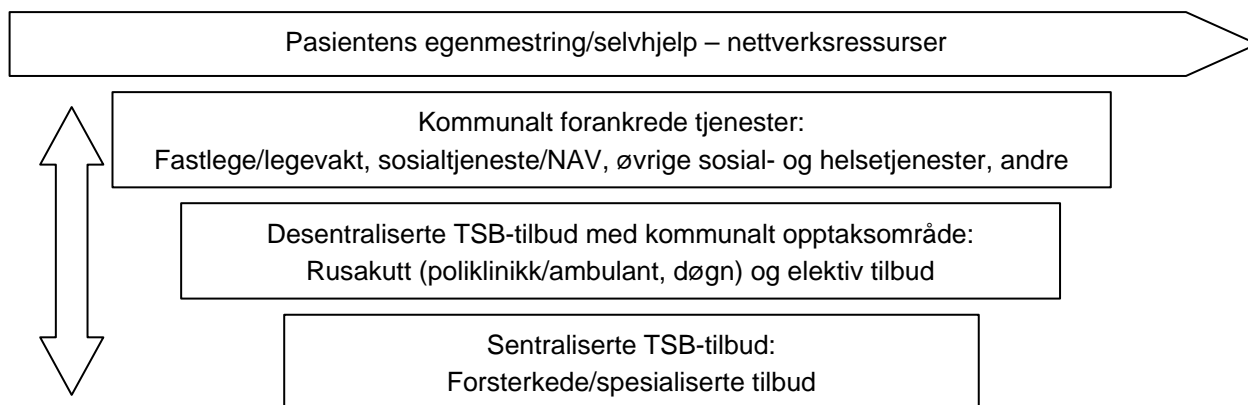 Pasientens egenmestring/selvhjelp – nettverksressurser
Kommunalt forankrede tjenester:
Fastlege/legevakt, sosialtjeneste/NAV, øvrige sosial- og helsetjenester, andre
Desentraliserte TSB-tilbud med kommunalt opptaksområde:
Rusakutt (poliklinikk/ambulant, døgn) og elektiv tilbud
Sentraliserte TSB-tilbud:
Forsterkede/spesialiserte tilbud